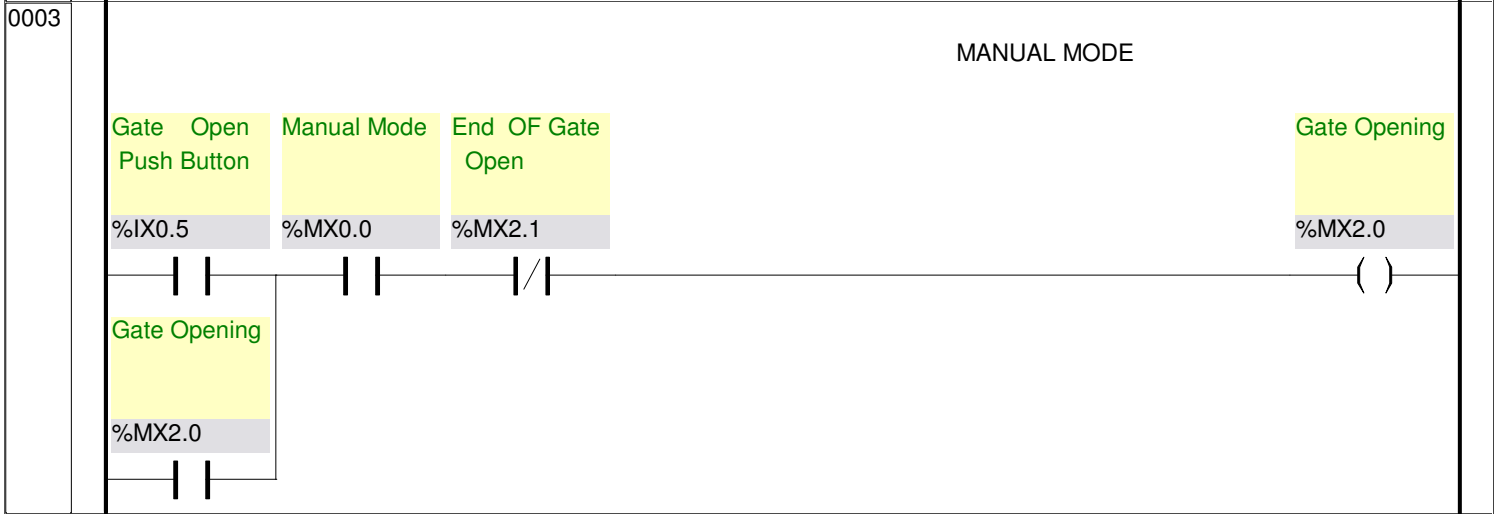 0003
MANUAL MODE
Gate Open Manual Mode End OF Gate Gate Opening
Push Button Open
%IX0.5 %MX0.0 %MX2.1 %MX2.0
Gate Opening
%MX2.0